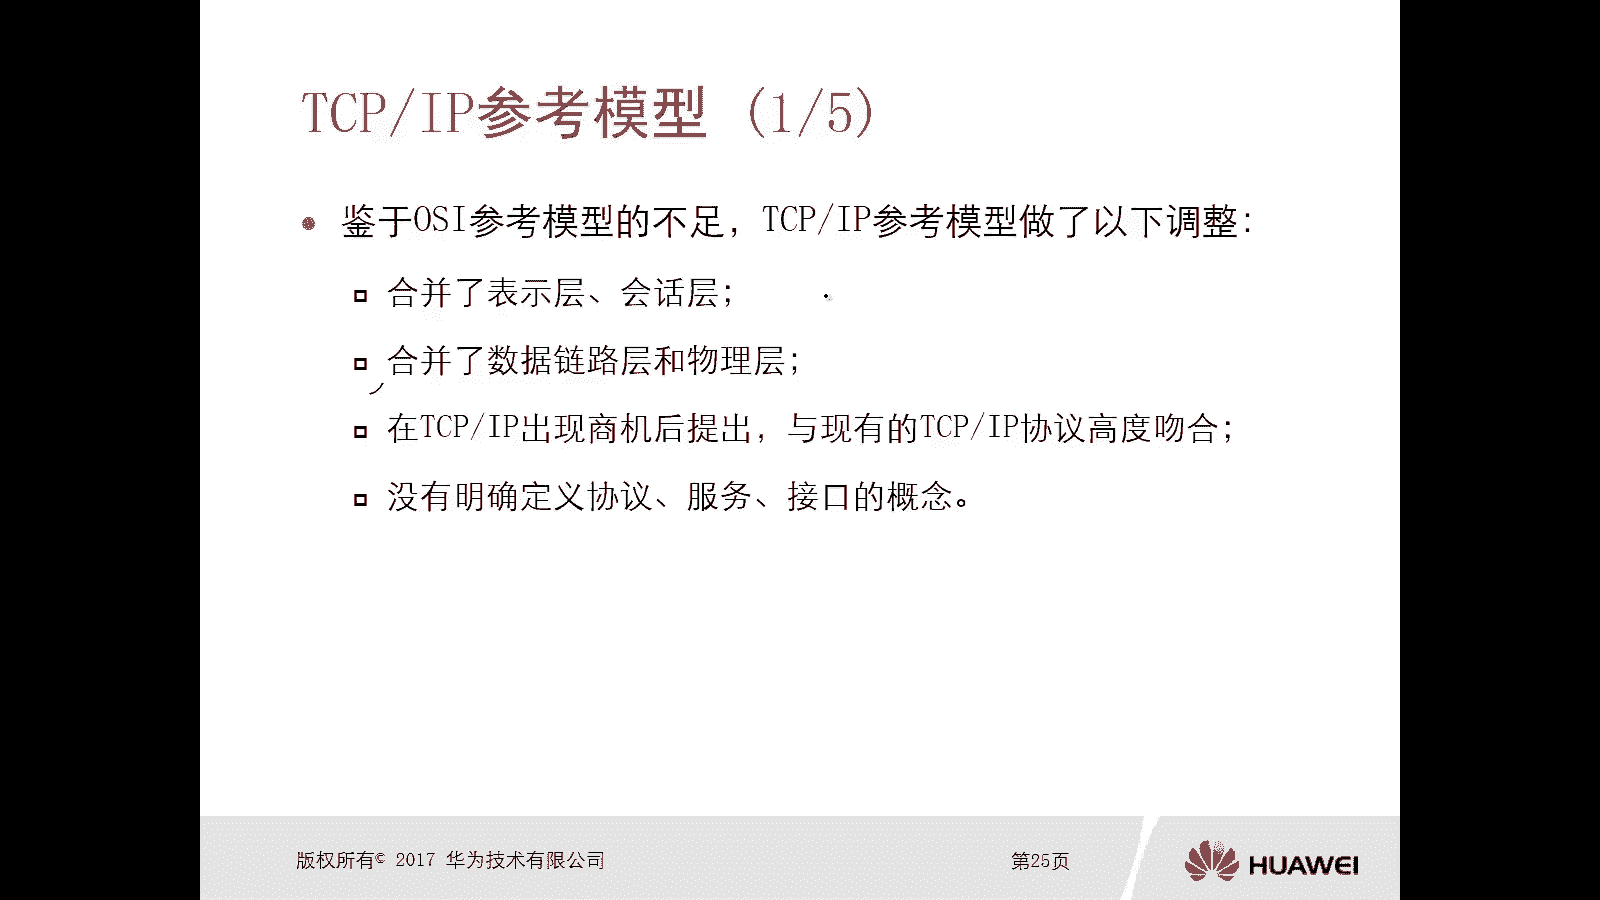 TCP/IP参考模型 (1/5)
鉴于OSI参考模型的不足，TCP/IP参考模型做了以下调整：
合并了表示层、会话层；
合并了数据链路层和物理层；
在TCP/IP出现商机后提出，与现有的TCP/IP协议高度吻合；
没有明确定义协议、服务、接口的概念。
版权所有© 2017 华为技术有限公司
第25页
HUAWEI